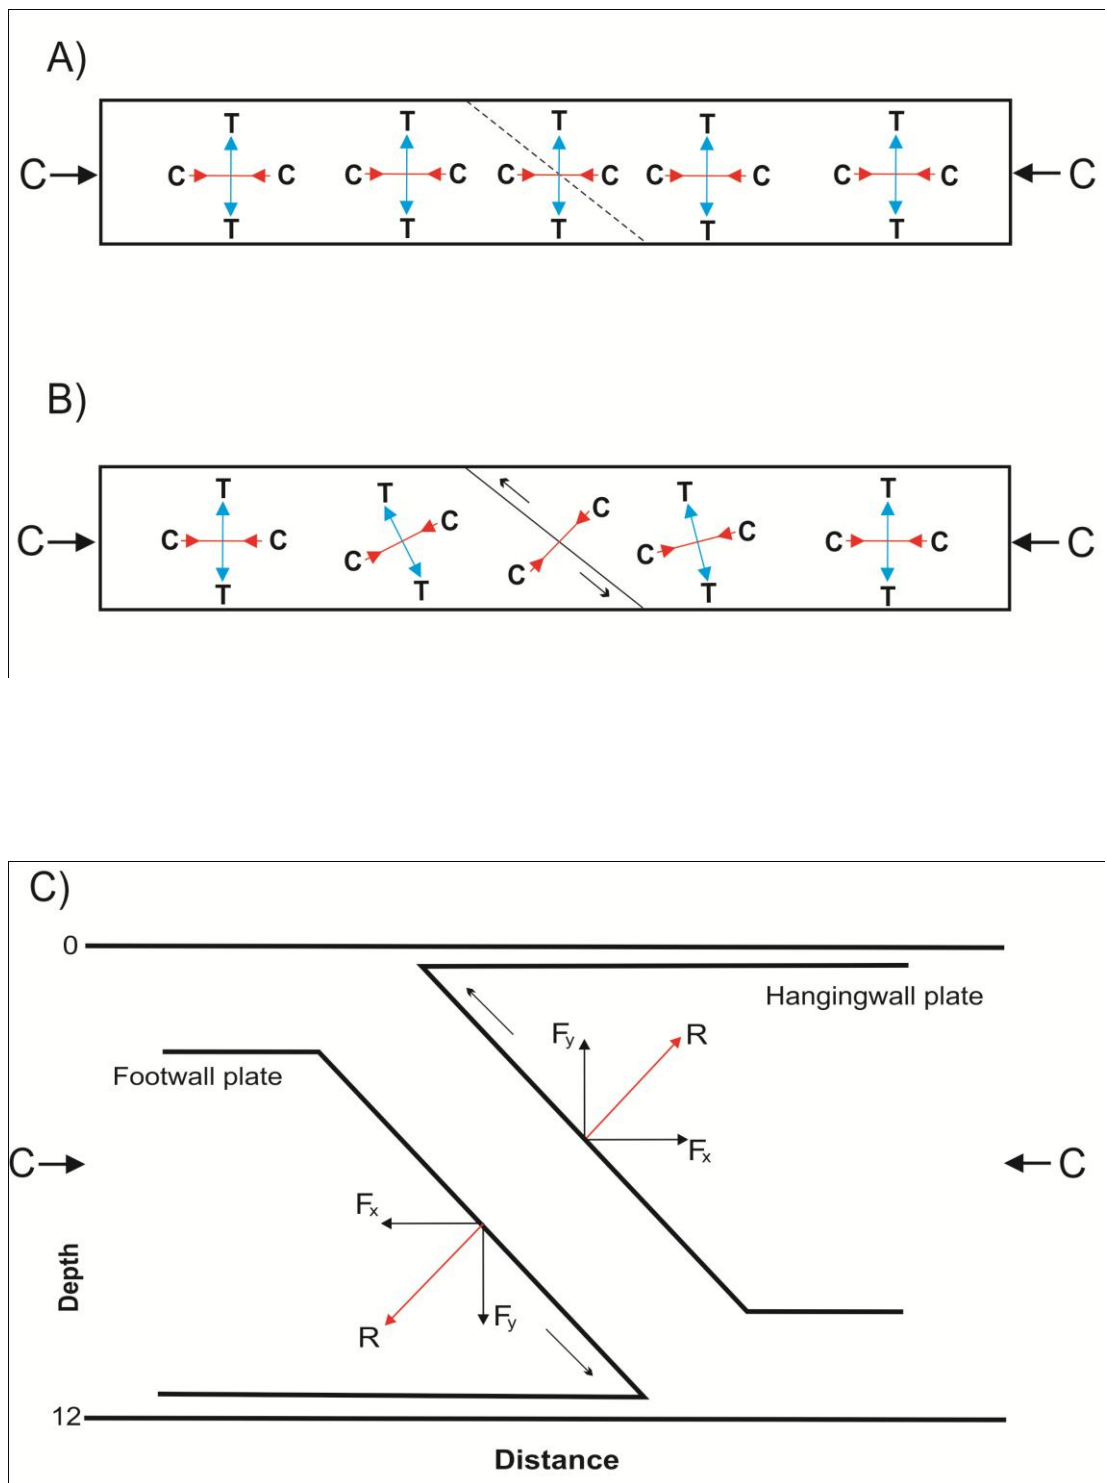 A)
T T T T T
C C C C C C C C C C C C
T T T T T
B)
T T T T
C C C C C C C C C C C C
T T T T
C)
0
Hangingwall plate
Fy R
Footwall plate
Fx
C C
Fx
Depth
Fy
R
12
Distance